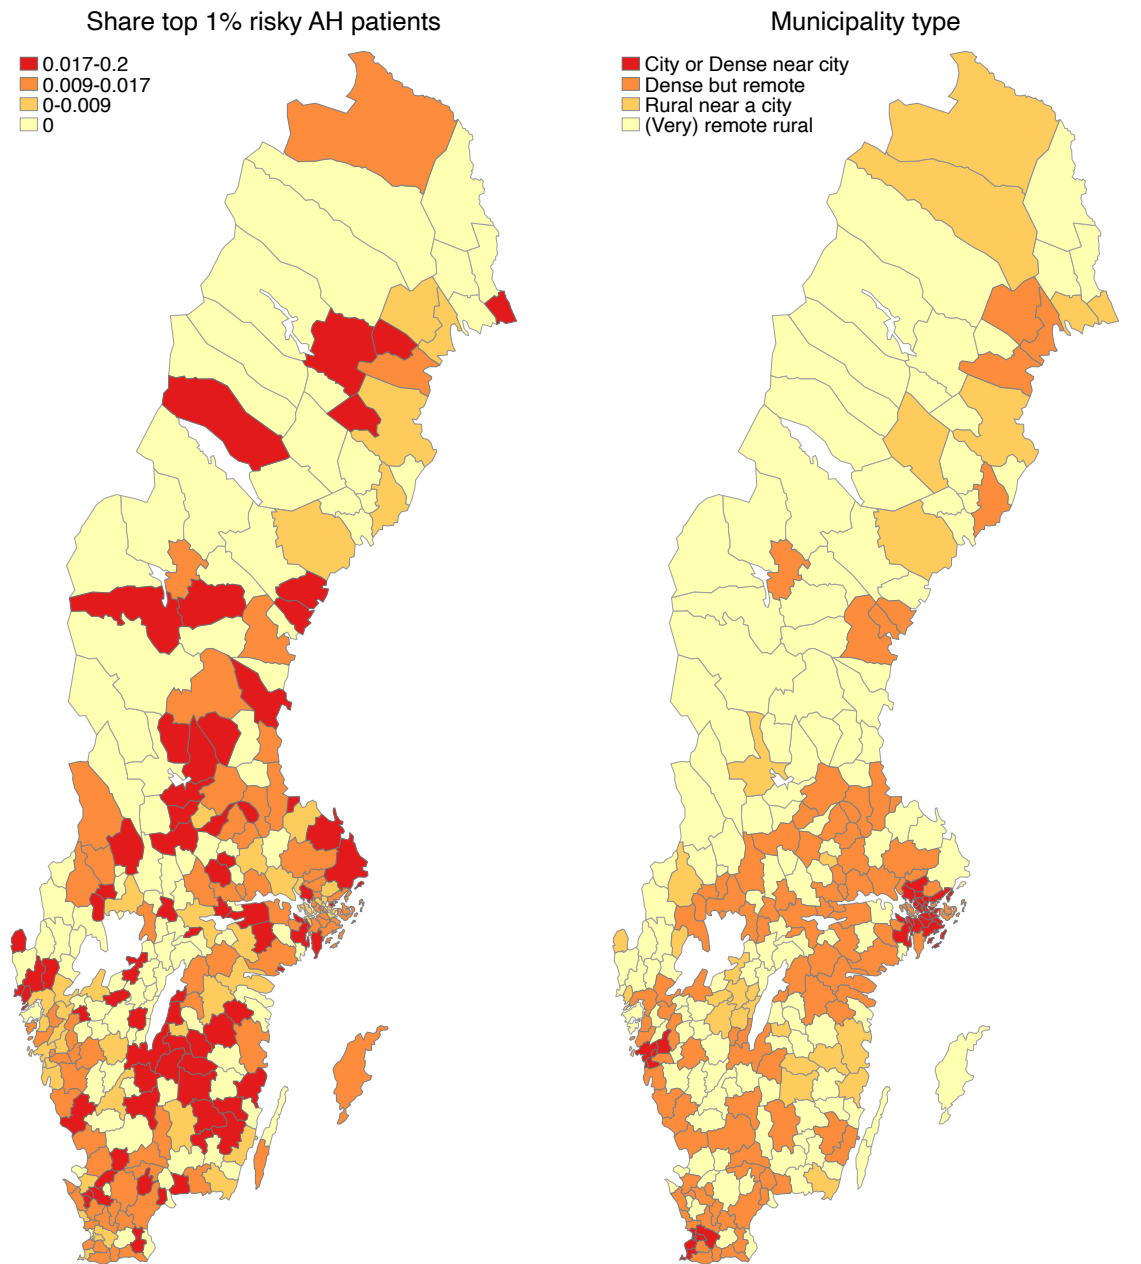 Share top 1% risky AH patients
0.017-0.2
0.009-0.017
0-0.009
0
Municipality type
City or Dense near city
Dense but remote
Rural near a city
(Very) remote rural